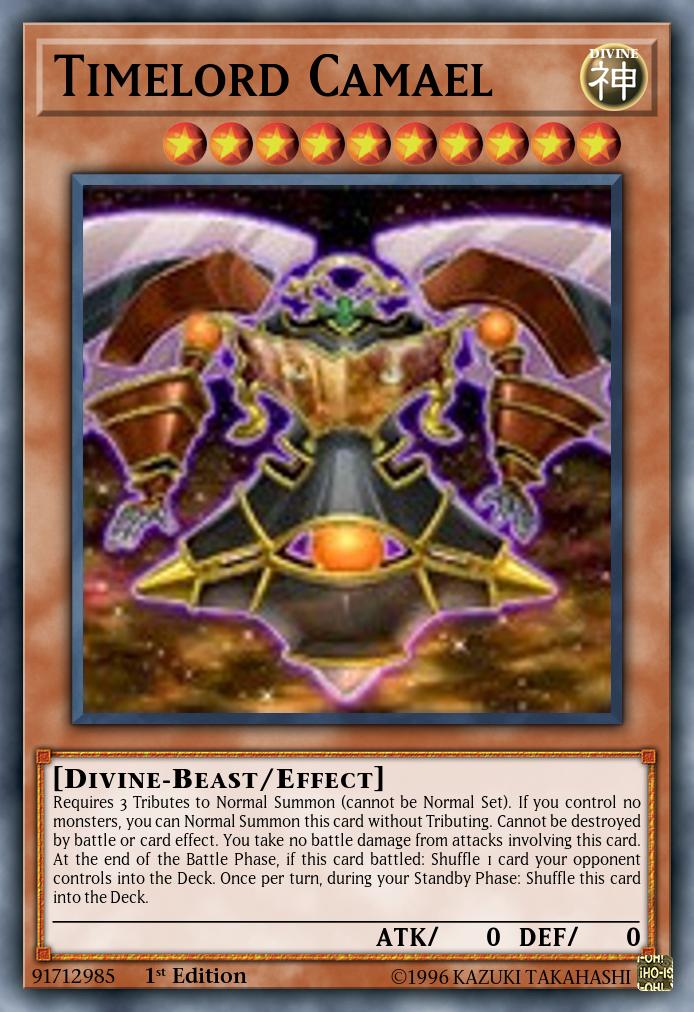 Timelord Camael
DIVINE
神
[Divine-Beast/Effect]
Requires 3 Tributes to Normal Summon (cannot be Normal Set). If you control no
monsters, you can Normal Summon this card without Tributing. Cannot be destroyed
by battle or card effect. You take no battle damage from attacks involving this card.
At the end of the Battle Phase, if this card battled: Shuffle 1 card your opponent
controls into the Deck. Once per turn, during your Standby Phase: Shuffle this card
into the Deck.
ATK/ 0 DEF/ 0
91712985 1st Edition ©1996 KAZUKI TAKAHASHI